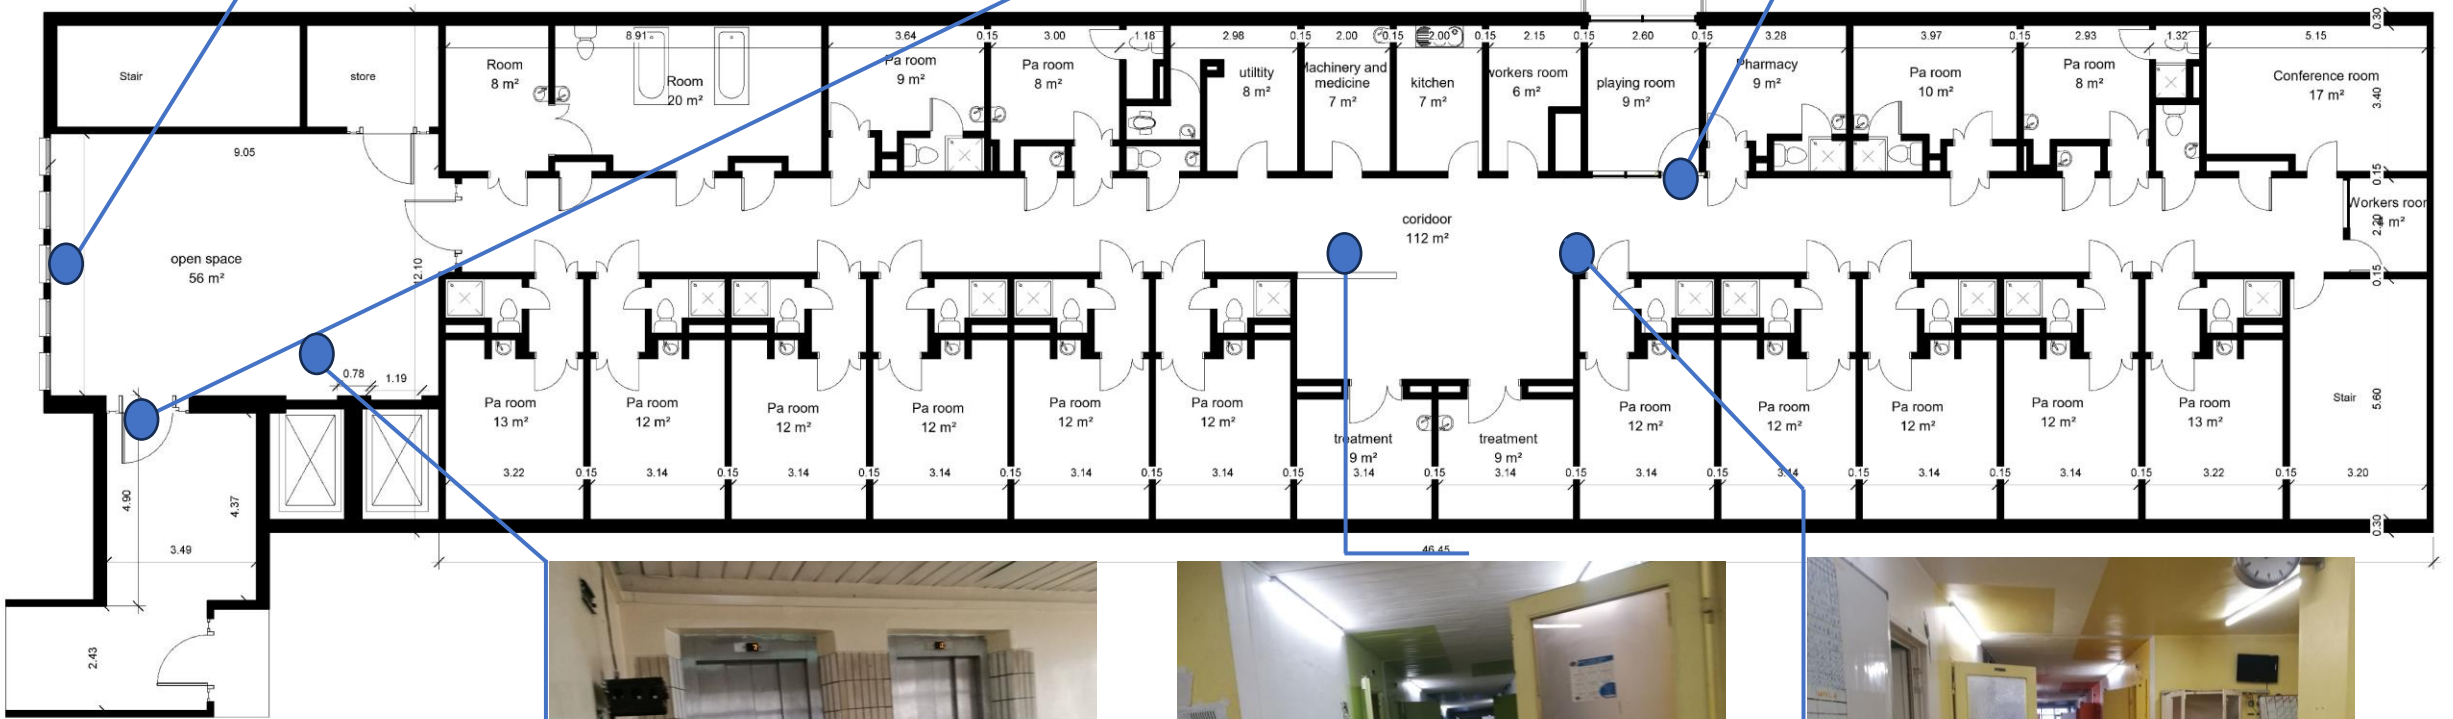 0.30
8.91
3.64
0.15
3.00
1.18
2.98
0.15
2.00
0.15
2.00
0.15
2.15
0.15
2.60
0.15
3.28
3.97
0.15
2.93
1.32
5.15
Stair
store
Room
8 m²
Room
20 m²
Pa room
9 m²
Pa room
8 m²
utiltity
8 m²
Machinery and
medicine
7 m²
kitchen
7 m²
workers room
6 m²
playing room
9 m²
Pharmacy
9 m²
Pa room
10 m²
Pa room
8 m²
Conference room
17 m²
3.40
9.05
0.15
open space
56 m²
12.10
coridoor
112 m²
Workers room
m²
2.20
0.15
0.78
1.19
Pa room
13 m²
Pa room
12 m²
Pa room
12 m²
Pa room
12 m²
Pa room
12 m²
Pa room
12 m²
treatment
9 m²
treatment
9 m²
Pa room
12 m²
Pa room
12 m²
Pa room
12 m²
Pa room
12 m²
Pa room
13 m²
Stair
5.60
3.22
0.15
3.14
0.15
3.14
0.15
3.14
0.15
3.14
0.15
3.14
0.15
3.14
0.15
3.14
0.15
3.14
0.15
3.14
0.15
3.14
0.15
3.14
0.15
3.22
0.15
3.20
4.90
4.37
0.30
3.49
46.45
2.43